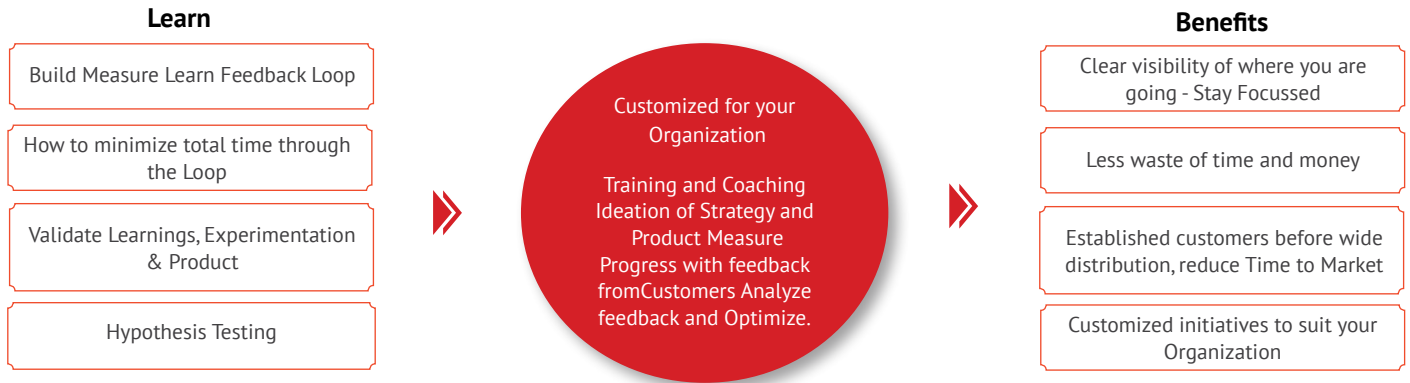 Learn
Build Measure Learn Feedback Loop
How to minimize total time through
the Loop
Validate Learnings, Experimentation
& Product
Hypothesis Testing
Customized for your
Organization
Training and Coaching
Ideation of Strategy and
Product Measure
Progress with feedback
fromCustomers Analyze
feedback and Optimize.
Benefits
Clear visibility of where you are
going - Stay Focussed
Less waste of time and money
Established customers before wide
distribution, reduce Time to Market
Customized initiatives to suit your
Organization